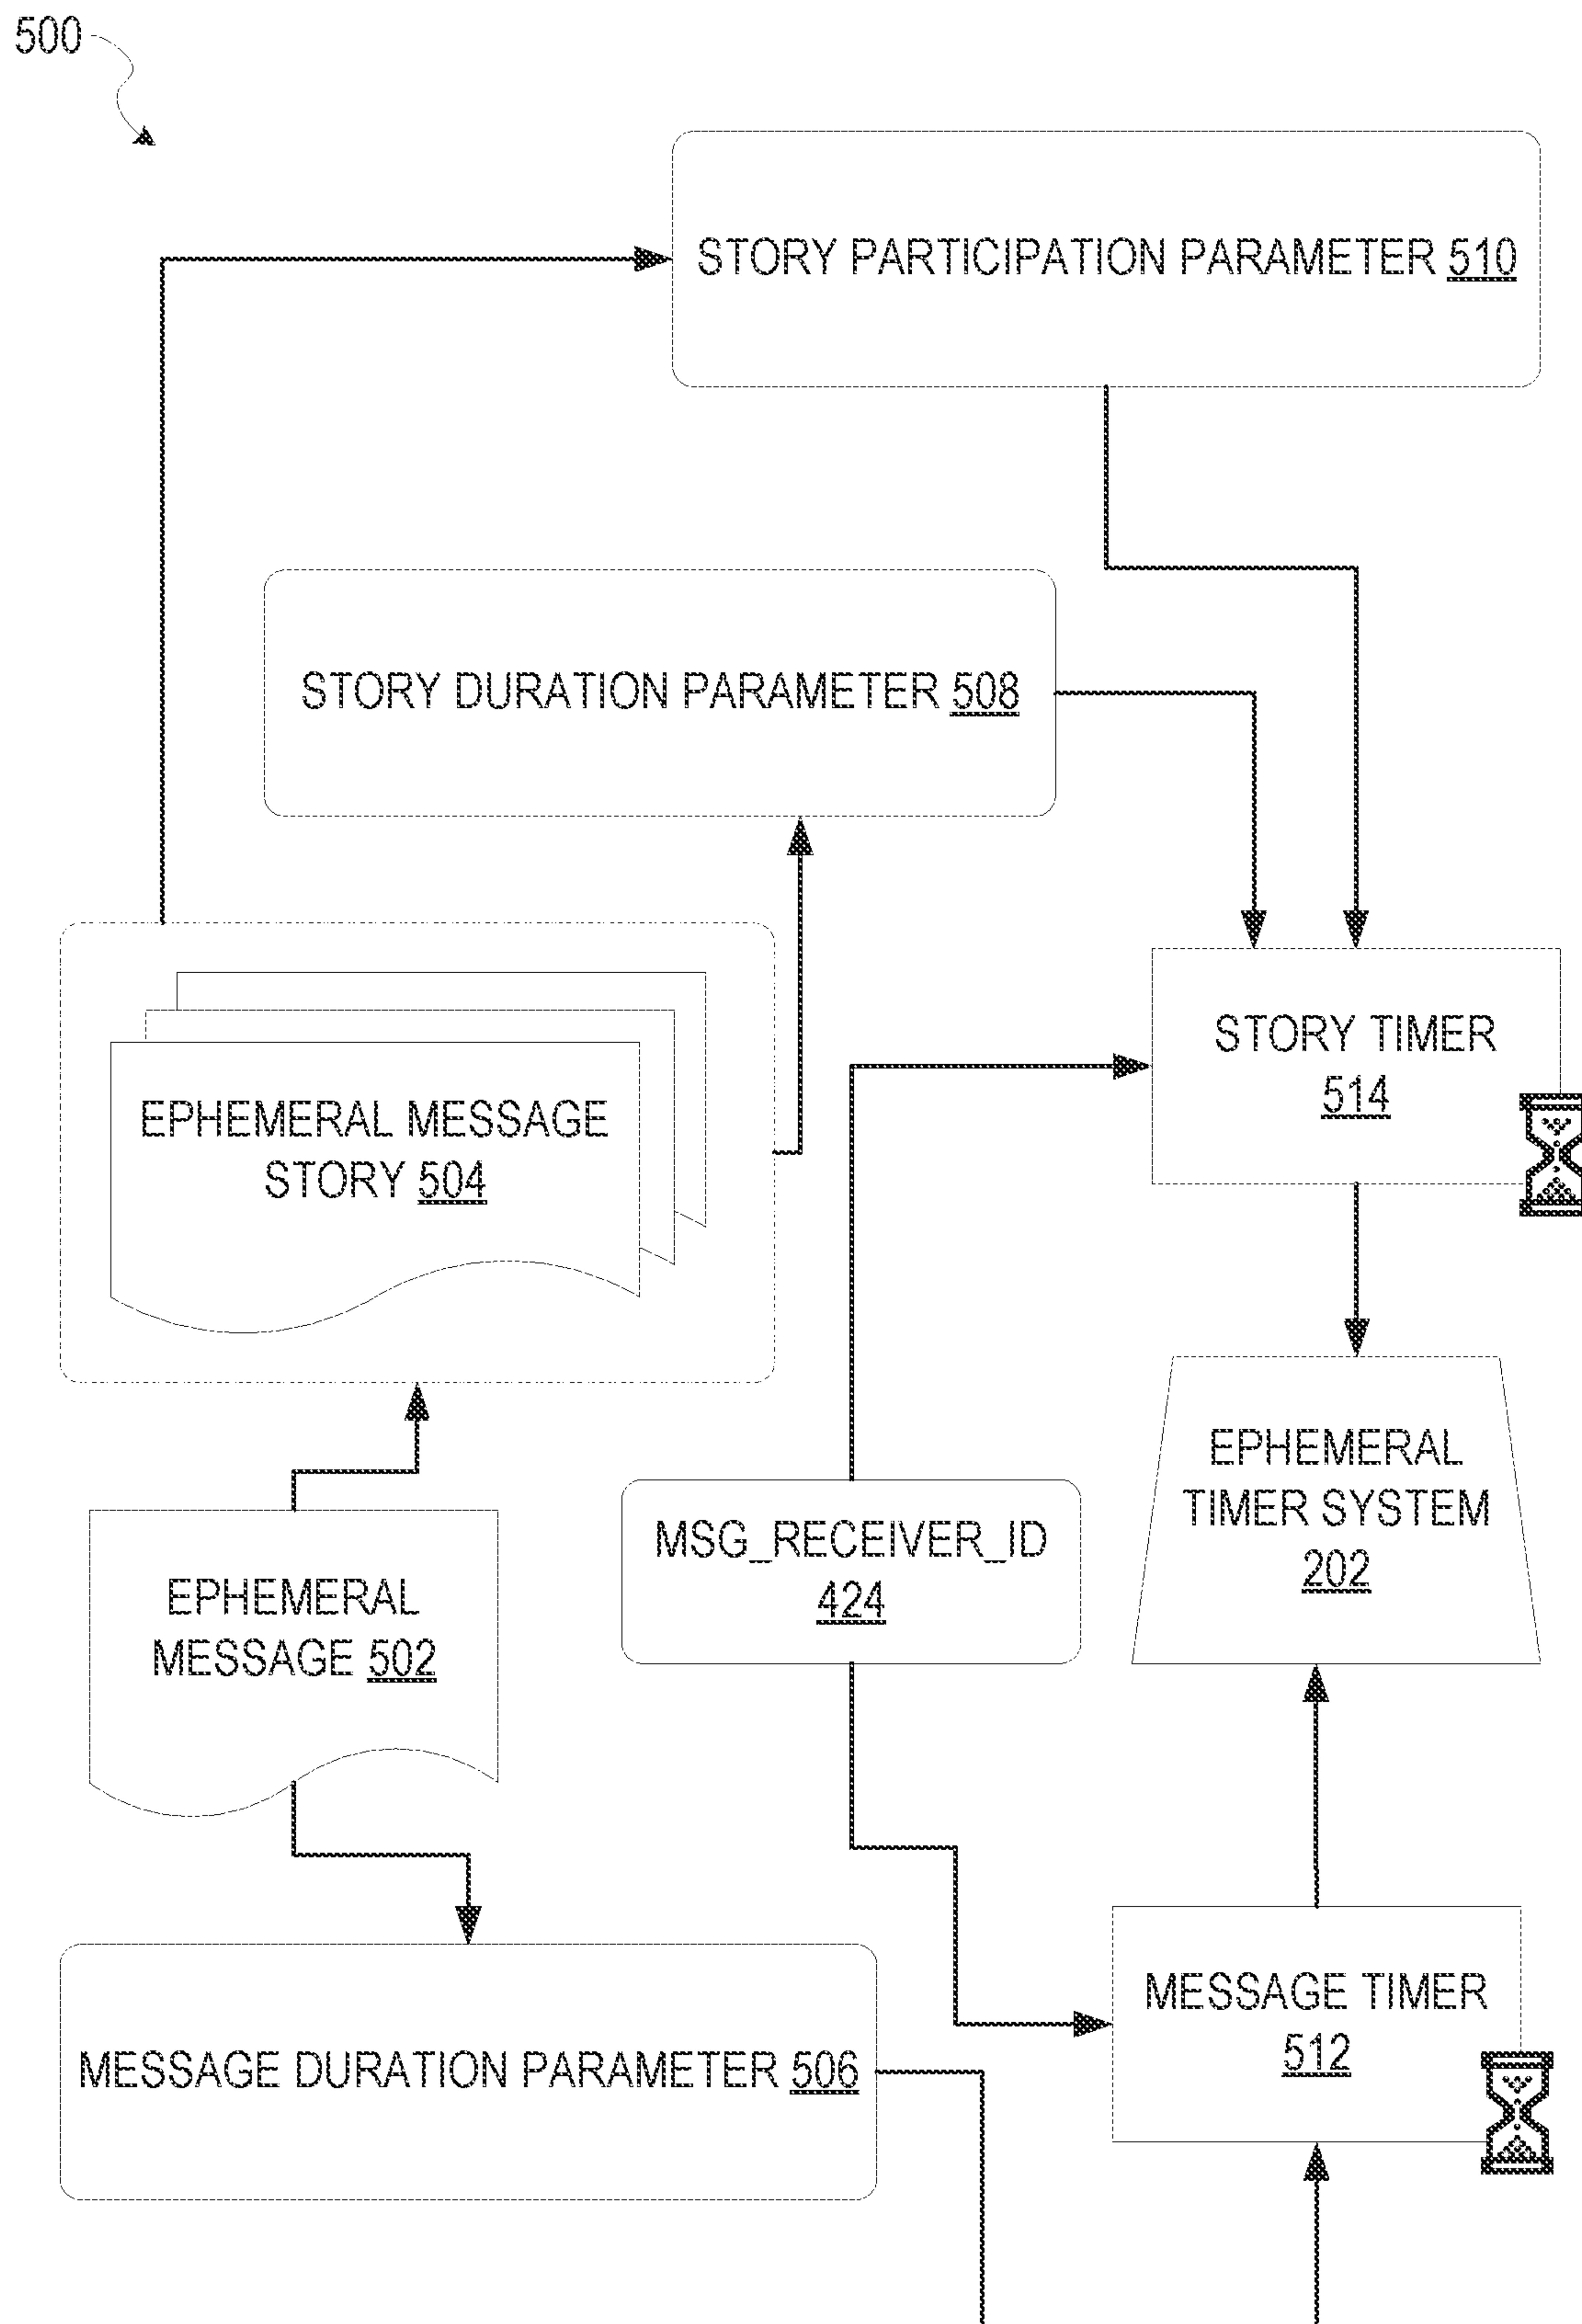 500
STORY PARTICIPATION PARAMETER 510
STORY DURATION PARAMETER 508
STORY TIMER
514
EPHEMERAL MESSAGE
STORY 504
EPHEMERAL
TIMER SYSTEM
202
MSG_RECEIVER_ID
424
EPHEMERAL
MESSAGE 502
MESSAGE TIMER
512
MESSAGE DURATION PARAMETER 506